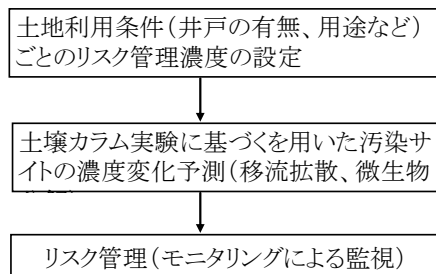 土地利用条件(井戸の有無、用途など)
ごとのリスク管理濃度の設定
土壌カラム実験に基づくを用いた汚染サ
イトの濃度変化予測(移流拡散、微生物
リスク管理(モニタリングによる監視)